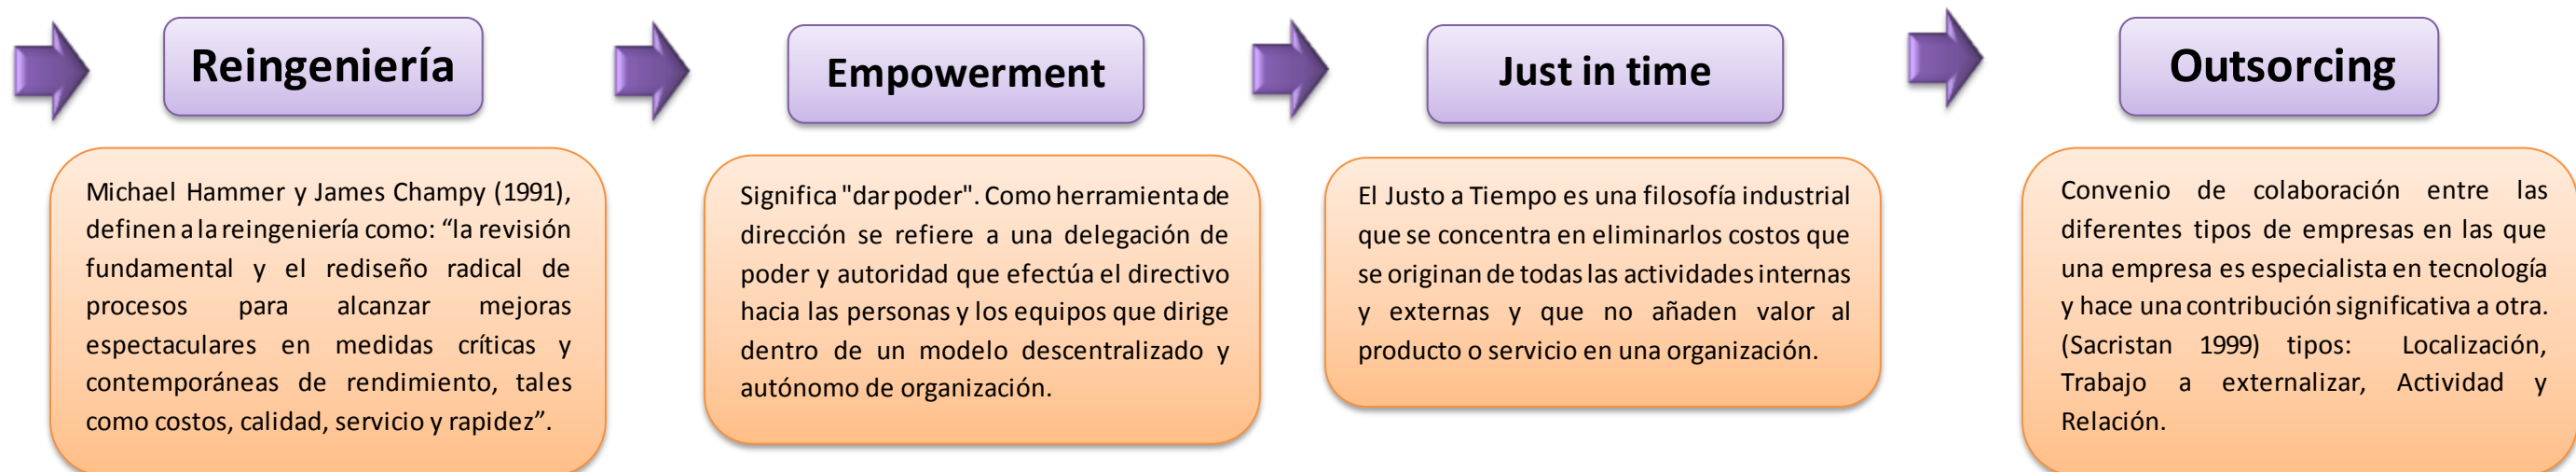 Reingeniería
Michael Hammer y James Champy (1991),
definen a la reingeniería como: “la revisión
fundamental y el rediseño radical de
procesos para alcanzar mejoras
espectaculares en medidas críticas y
contemporáneas de rendimiento, tales
como costos, calidad, servicio y rapidez”.
Empowerment
Significa "dar poder". Como herramienta de
dirección se refiere a una delegación de
poder y autoridad que efectúa el directivo
hacia las personas y los equipos que dirige
dentro de un modelo descentralizado y
autónomo de organización.
Just in time
El Justo a Tiempo es una filosofía industrial
que se concentra en eliminarlos costos que
se originan de todas las actividades internas
y externas y que no añaden valor al
producto o servicio en una organización.
Outsorcing
Convenio de colaboración entre las
diferentes tipos de empresas en las que
una empresa es especialista en tecnología
y hace una contribución significativa a otra.
(Sacristan 1999) tipos: Localización,
Trabajo a externalizar, Actividad y
Relación.